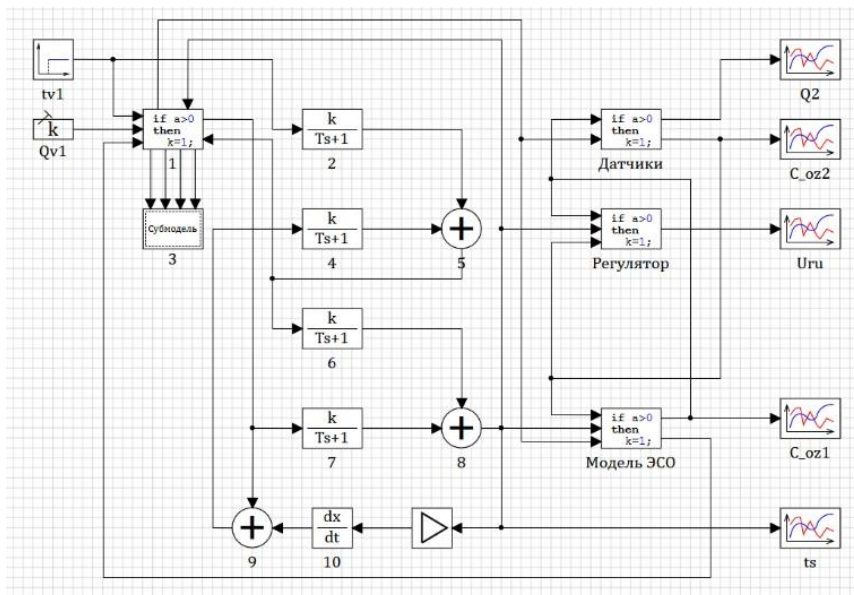 tv1
k
Qv1
if a>0
then
k=1;
1
Субмодель
3
k
Ts+1
2
k
Ts+1
4
5
k
Ts+1
6
k
Ts+1
7
8
9
dx
dt
10
if a>0
then
k=1;
Датчики
if a>0
then
k=1;
Регулятор
if a>0
then
k=1;
Модель ЭСО
Q2
C_oz2
Uru
C_oz1
ts